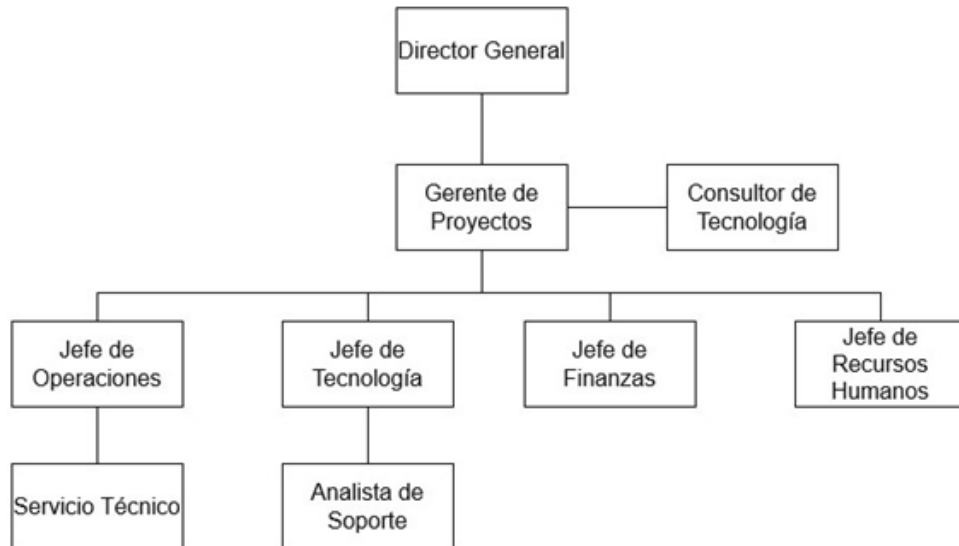 Director General
Gerente de
Proyectos
Consultor de
Tecnología
Jefe de
Operaciones
Jefe de
Tecnología
Jefe de
Finanzas
Jefe de
Recursos
Humanos
Servicio Técnico
Analista de
Soporte